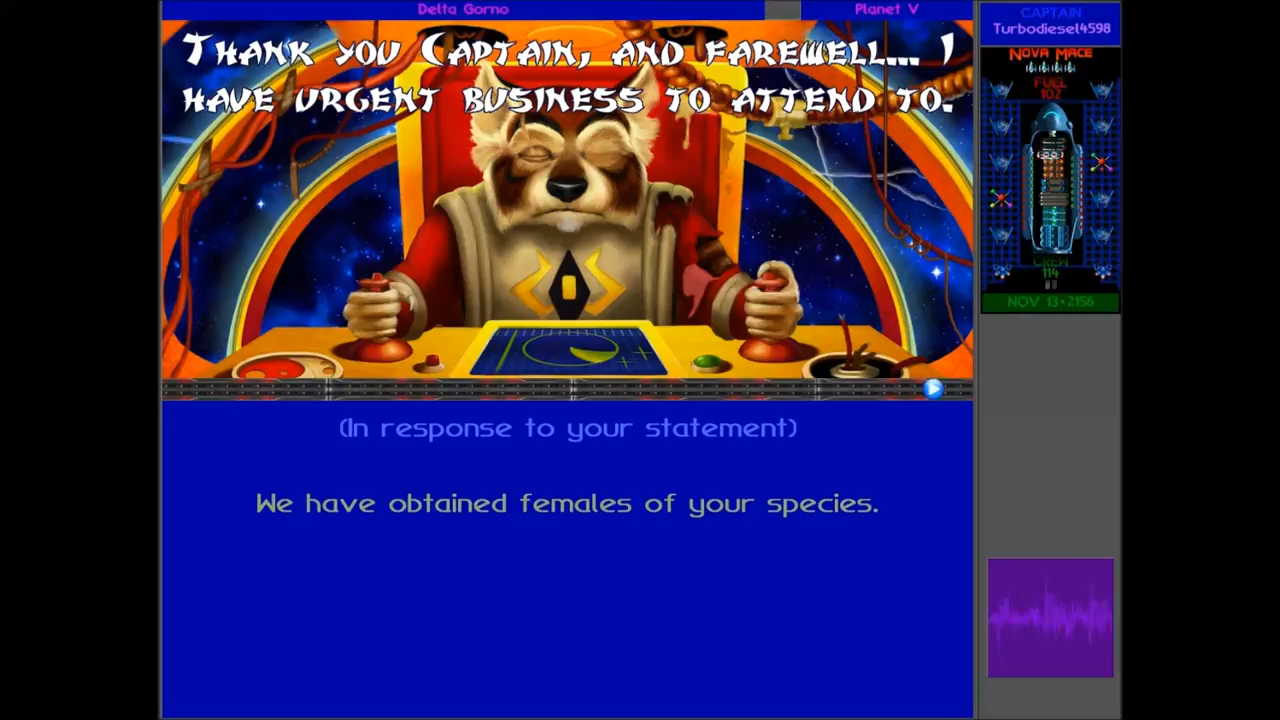 Delta Gorno
Planet V
CAPTAIN
Turbodiesel4598
Thank you Captain, and farewell... I
have urgent business to attend to.
Nova Mace
FUEL
102
CREW
114
NOV 13·2156
(In response to your statement)
We have obtained females of your species.